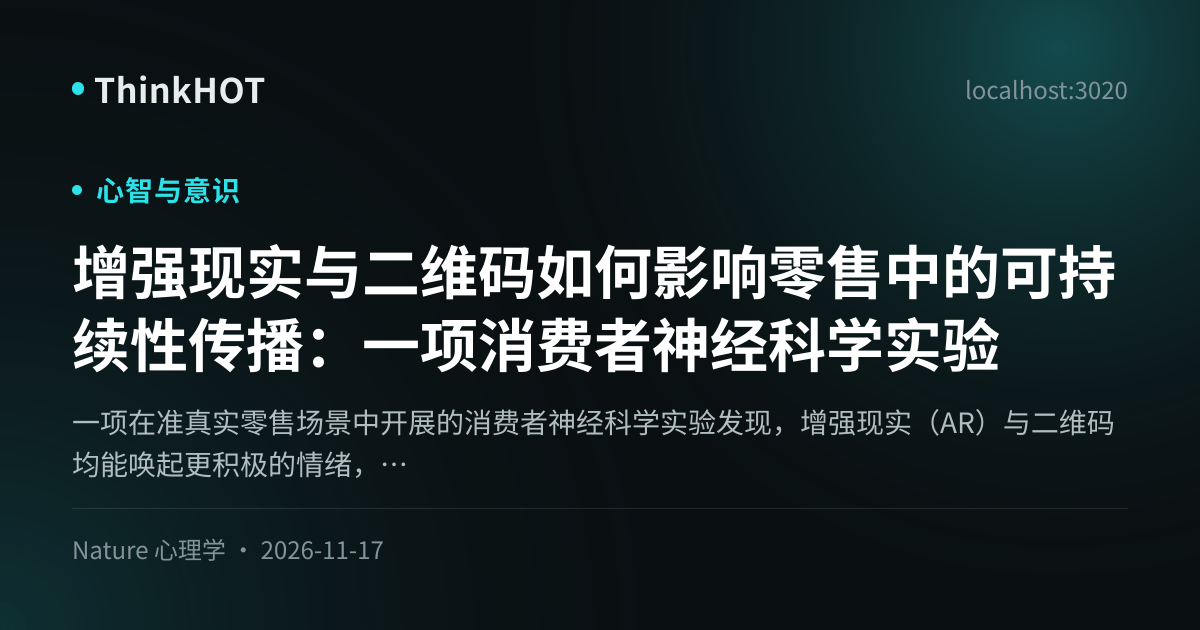 ThinkHOT
localhost:3020
心智与意识
增强现实与二维码如何影响零售中的可持
续性传播：一项消费者神经科学实验
一项在准真实零售场景中开展的消费者神经科学实验发现，增强现实（AR）与二维码
均能唤起更积极的情绪，…
Nature 心理学 · 2026-11-17